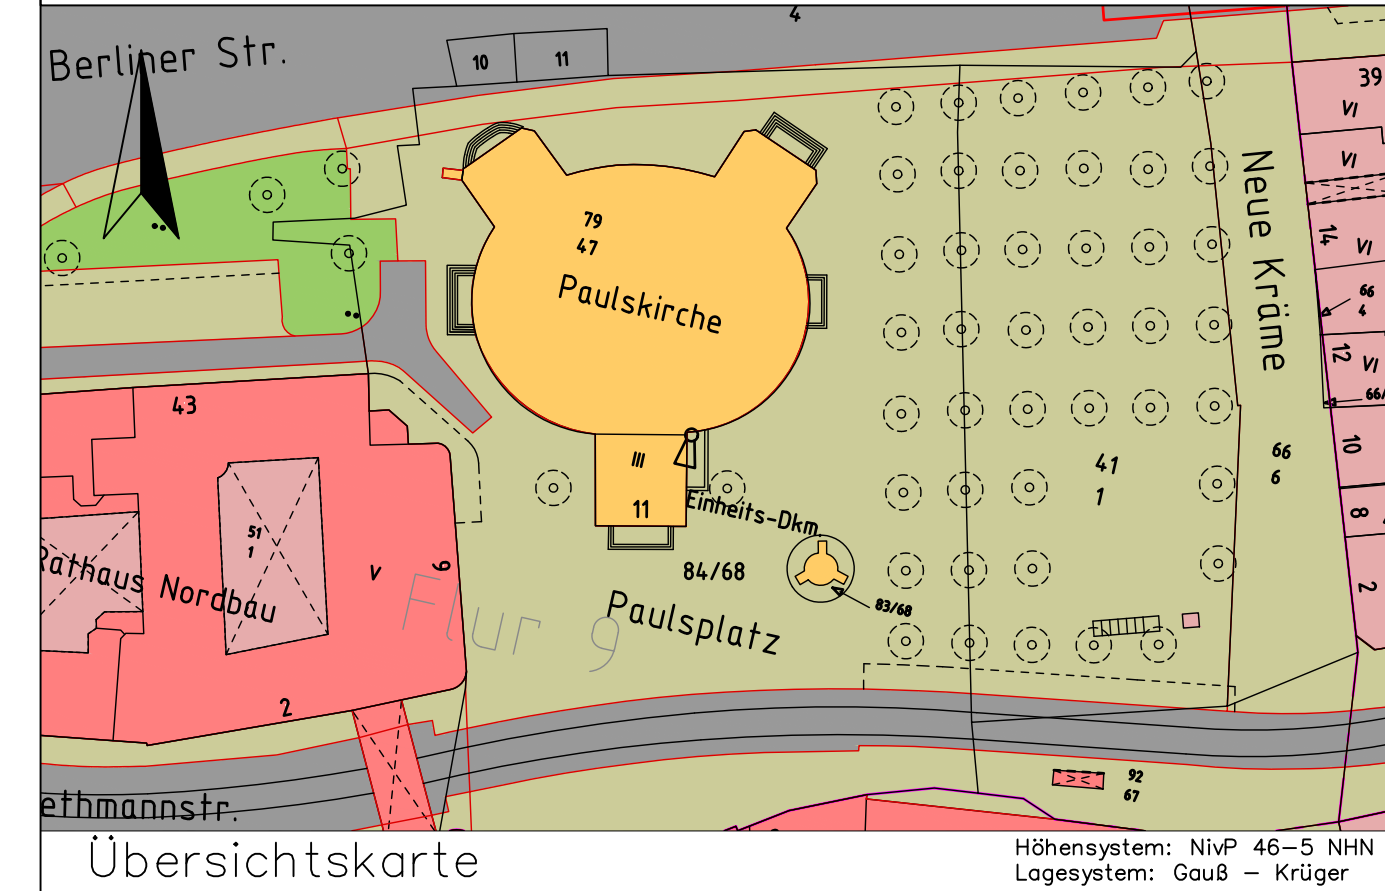 4
Berliner Str.
10
11
39
VI
VI
Neue Kräme
14
VI
79
47
Paulskirche
66
4
12
VI
66/
43
III
11
41
1
66
6
10
8
Einheits-Dkm.
51
1
V
9
Rathaus Nordbau
Flur 9
84/68
Paulsplatz
83/68
2
2
92
67
ethmannstr.
Übersichtskarte
Höhensystem: NivP 46-5 NHN
Lagesystem: Gauß - Krüger